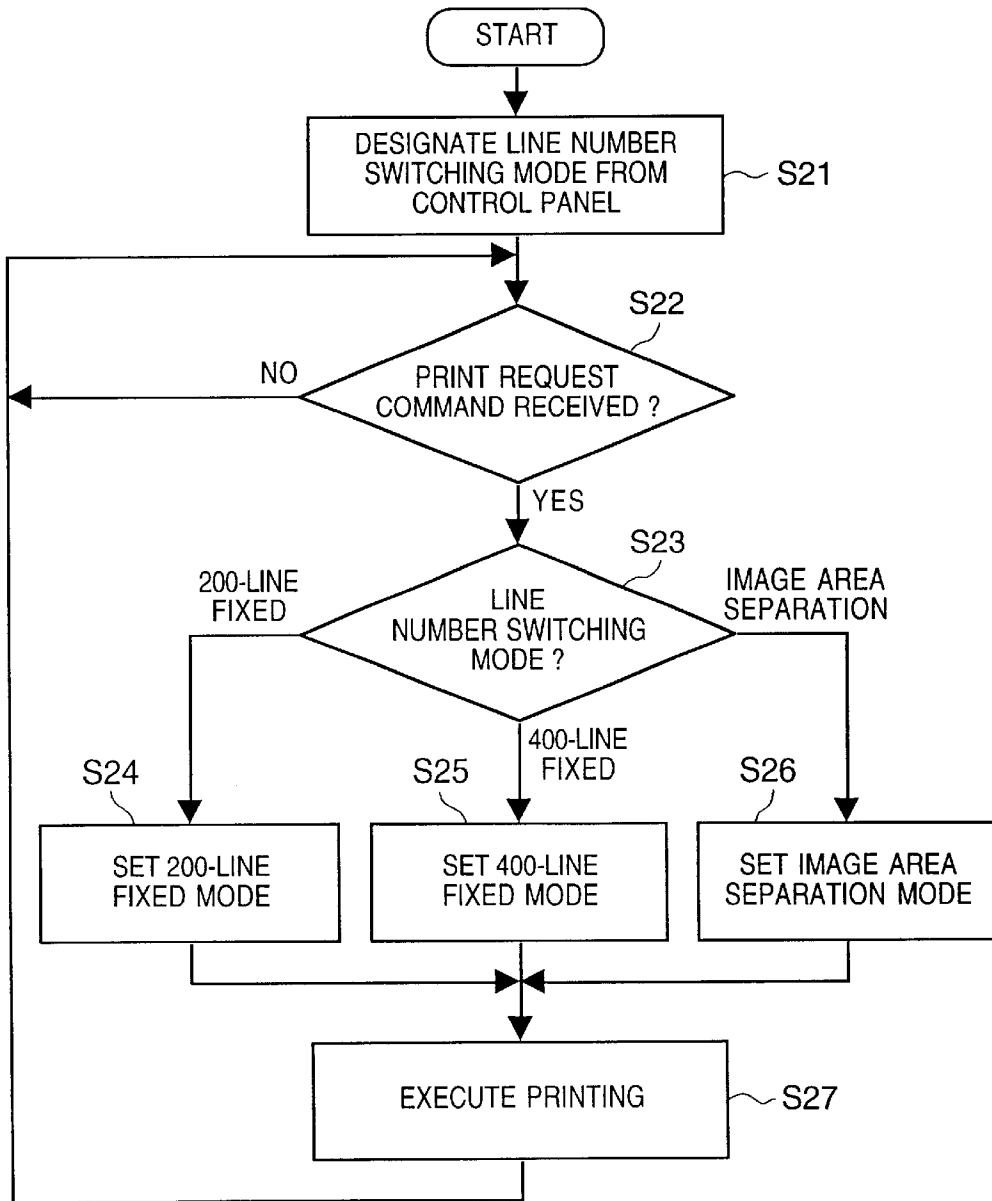 START
DESIGNATE LINE NUMBER
SWITCHING MODE FROM
CONTROL PANEL
S21
S22
NO
PRINT REQUEST
COMMAND RECEIVED ?
YES
S23
200-LINE
FIXED
LINE
NUMBER SWITCHING
MODE ?
IMAGE AREA
SEPARATION
400-LINE
FIXED
S24
S25
S26
SET 200-LINE
FIXED MODE
SET 400-LINE
FIXED MODE
SET IMAGE AREA
SEPARATION MODE
EXECUTE PRINTING
S27